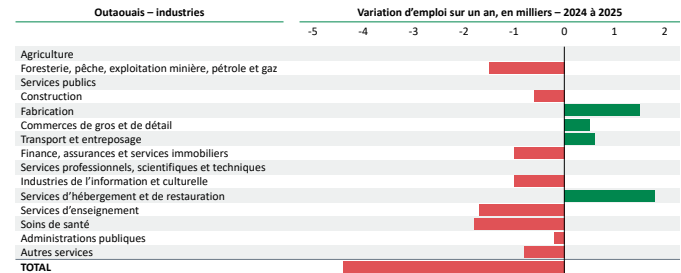 Outaouais – industries
Variation d’emploi sur un an, en milliers – 2024 à 2025
-5 -4 -3 -2 -1 0 1 2
Agriculture
Foresterie, pêche, exploitation minière, pétrole et gaz
Services publics
Construction
Fabrication
Commerces de gros et de détail
Transport et entreposage
Finance, assurances et services immobiliers
Services professionnels, scientifiques et techniques
Industries de l’information et culturelle
Services d’hébergement et de restauration
Services d’enseignement
Soins de santé
Administrations publiques
Autres services
TOTAL